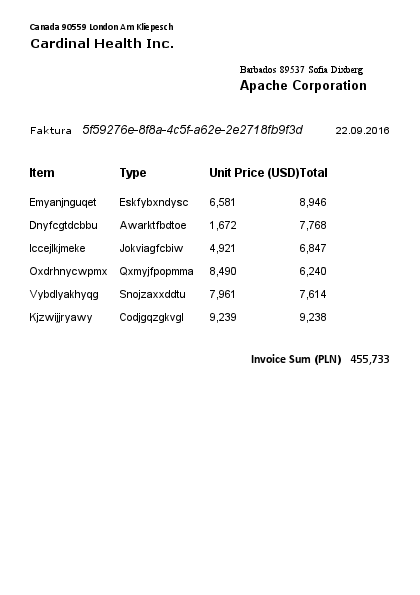 Canada 90559 London Am Kliepesch
Cardinal Health Inc.
Barbados 89537 Sofia Dixberg
Apache Corporation
Faktura 5f59276e-8f8a-4c5f-a62e-2e2718fb9f3d 22.09.2016
Item Type Unit Price (USD)Total
Emyanjnguqet Eskfybxndysc 6,581 8,946
Dnyfcgtdcbbu Awarktfbdtoe 1,672 7,768
Iccejlkjmeke Jokviagfcbiw 4,921 6,847
Oxdrhnycwpmx Qxmyjfpopmma 8,490 6,240
Vybdlyakhyqg Snojzaxxddtu 7,961 7,614
Kjzwijjryawy Codjgqzgkvgl 9,239 9,238
Invoice Sum (PLN) 455,733